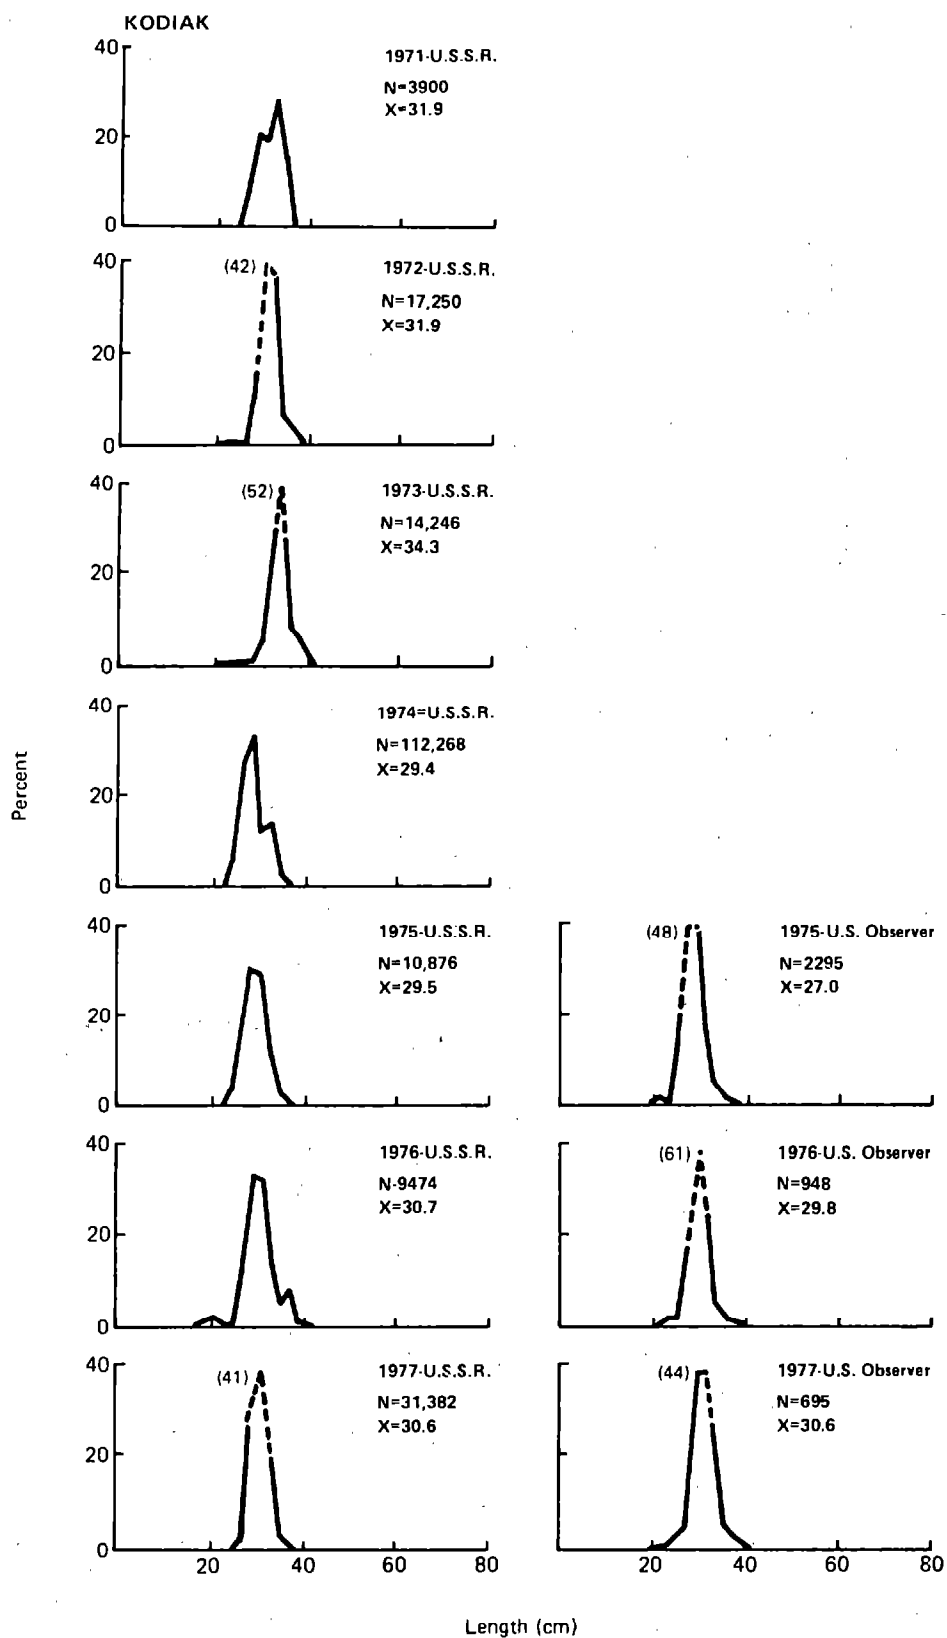 KODIAK
40
20
0
1971-U.S.S.R.
N=3900
X=31.9
40
20
0
(42)
1972-U.S.S.R.
N=17,250
X=31.9
40
20
0
(52)
1973-U.S.S.R.
N=14,246
X=34.3
40
20
0
1974=U.S.S.R.
N=112,268
X=29.4
Percent
40
20
0
1975-U.S.S.R.
N=10,876
X=29.5
(48)
1975-U.S. Observer
N=2295
X=27.0
40
20
0
1976-U.S.S.R.
N-9474
X=30.7
(61)
1976-U.S. Observer
N=948
X=29.8
40
20
0
(41)
1977-U.S.S.R.
N=31,382
X=30.6
20 40 60 80
(44)
1977-U.S. Observer
N=695
X=30.6
20 40 60 80
Length (cm)